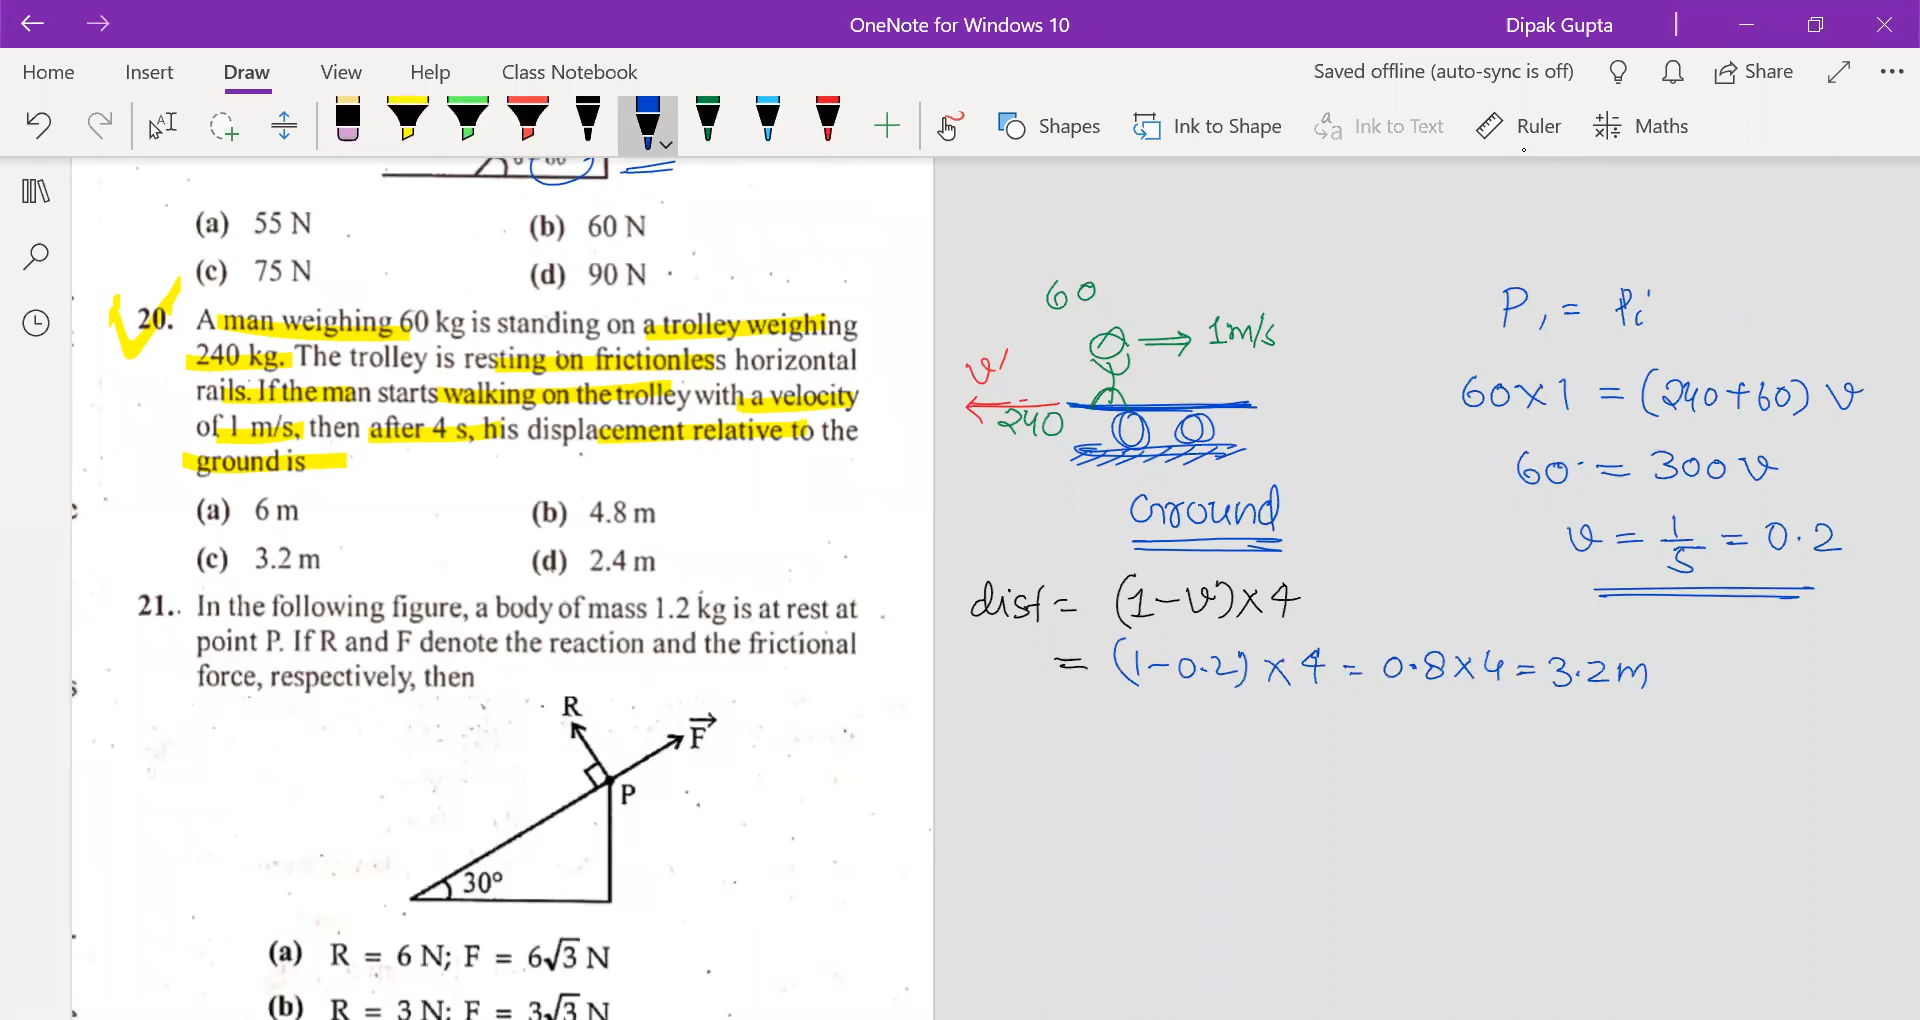 OneNote for Windows 10
Dipak Gupta
Home Insert Draw View Help Class Notebook
Saved offline (auto-sync is off) Share
Shapes Ink to Shape Ink to Text Ruler Maths
(a) 55 N (b) 60 N
(c) 75 N (d) 90 N
20. A man weighing 60 kg is standing on a trolley weighing
240 kg. The trolley is resting on frictionless horizontal
rails. If the man starts walking on the trolley with a velocity
of 1 m/s, then after 4 s, his displacement relative to the
ground is
(a) 6 m (b) 4.8 m
(c) 3.2 m (d) 2.4 m
21. In the following figure, a body of mass 1.2 kg is at rest at
point P. If R and F denote the reaction and the frictional
force, respectively, then
R
F
P
30°
(a) R = 6 N; F = 6√3 N
(b) R = 3 N; F = 3√3 N
60
1 m/s
v
240
Ground
dist = (1-v)×4
= (1-0.2) × 4 = 0.8×4 = 3.2m
60×1 = (240+60) v
60 = 300 v
v = 1/5 = 0.2